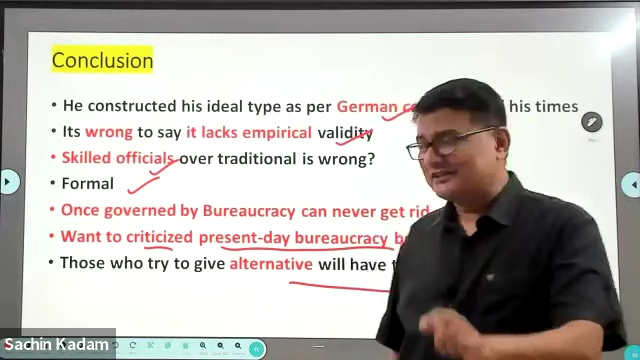 Conclusion
He constructed his ideal type as per German his times
Its wrong to say it lacks empirical validity
Skilled officials over traditional is wrong?
Formal
Once governed by Bureaucracy can never get rid
Want to criticized present-day bureaucracy
Those who try to give alternative will have
Sachin Kadam